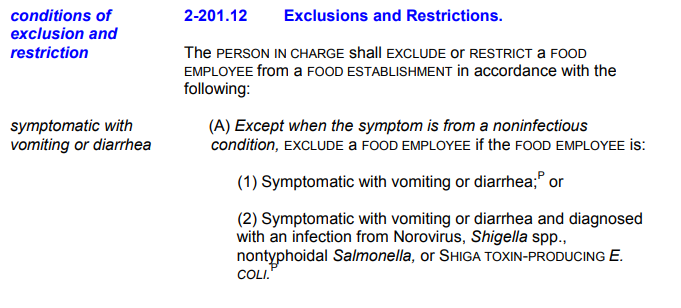 conditions of
exclusion and
restriction
2-201.12 Exclusions and Restrictions.
The PERSON IN CHARGE shall EXCLUDE or RESTRICT a FOOD
EMPLOYEE from a FOOD ESTABLISHMENT in accordance with the
following:
symptomatic with
vomiting or diarrhea
(A) Except when the symptom is from a noninfectious
condition, EXCLUDE a FOOD EMPLOYEE if the FOOD EMPLOYEE is:
(1) Symptomatic with vomiting or diarrhea;P or
(2) Symptomatic with vomiting or diarrhea and diagnosed
with an infection from Norovirus, Shigella spp.,
nontyphoidal Salmonella, or SHIGA TOXIN-PRODUCING E.
COLI.P